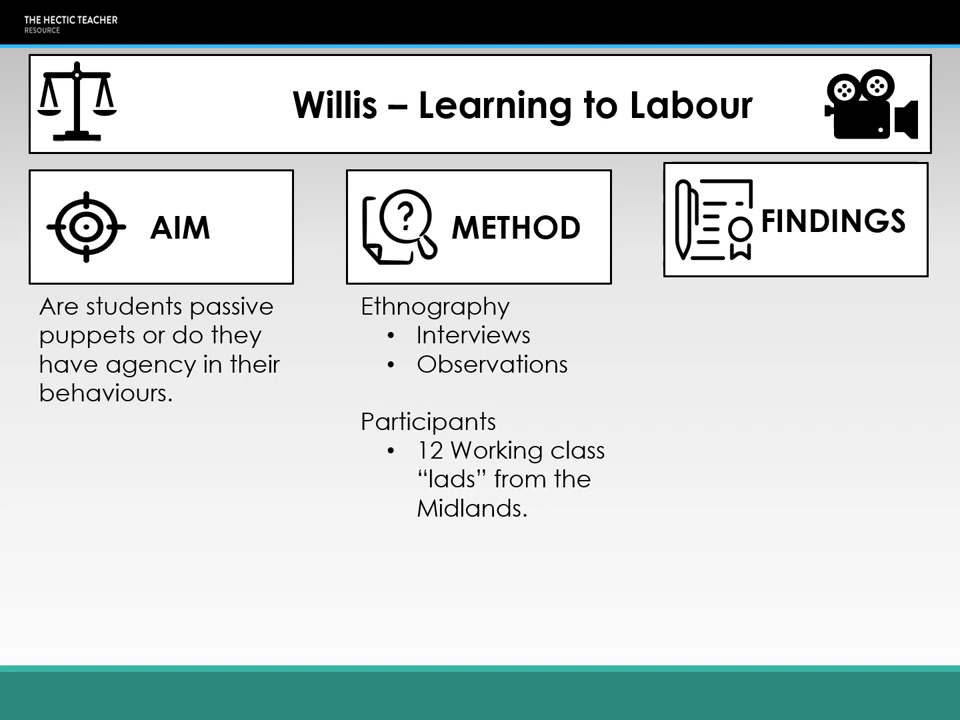 THE HECTIC TEACHER
RESOURCE
Willis – Learning to Labour
AIM
Are students passive
puppets or do they
have agency in their
behaviours.
METHOD
Ethnography
• Interviews
• Observations
Participants
• 12 Working class
“lads” from the
Midlands.
FINDINGS